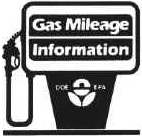 Gas Mileage
Information
DOE EPA